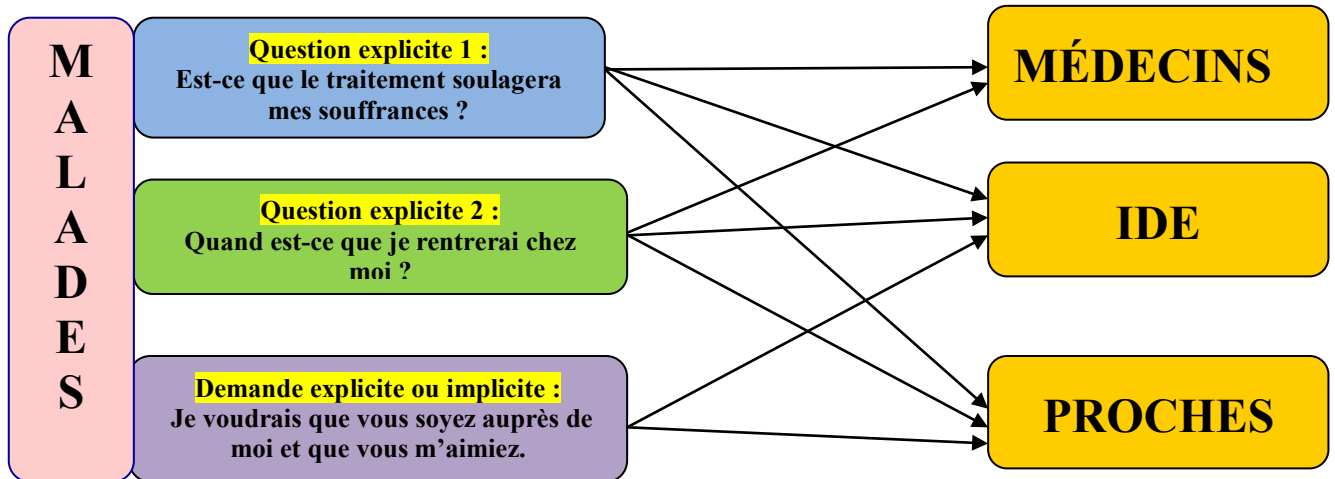 MALADES
Question explicite 1 :
Est-ce que le traitement soulagera
mes souffrances ?
Question explicite 2 :
Quand est-ce que je rentrerai chez
moi ?
Demande explicite ou implicite :
Je voudrais que vous soyez auprès de
moi et que vous m’aimiez.
MÉDECINS
IDE
PROCHES